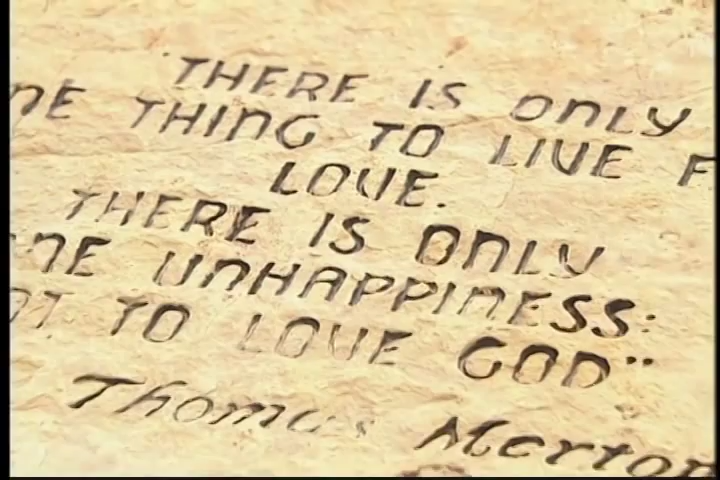 THERE IS ONLY
NE THING TO LIVE F
LOVE.
THERE IS ONLY
NE UNHAPPINESS:
OT TO LOVE GOD"
Thomas Merton